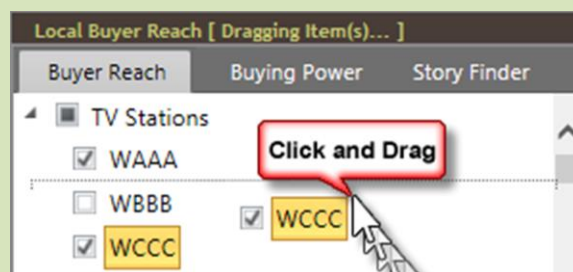 Local Buyer Reach [ Dragging Item(s)... ]
Buyer Reach Buying Power Story Finder
TV Stations
WAAA
Click and Drag
WBBB
WCCC
WCCC